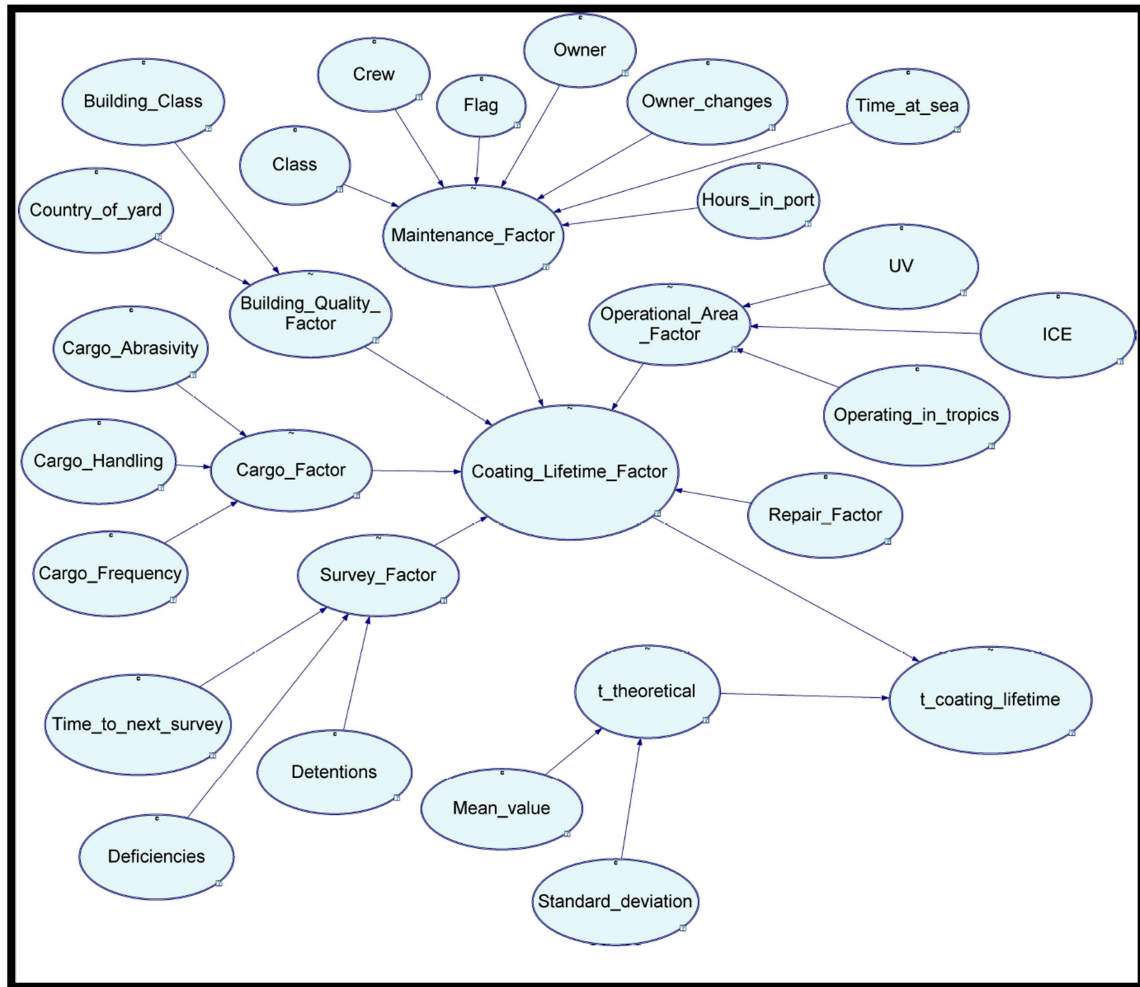 Owner
Crew
Building_Class
Flag
Owner_changes
Time_at_sea
Class
Hours_in_port
Country_of_yard
Maintenance_Factor
UV
Building_Quality_
Factor
Operational_Area
_Factor
ICE
Cargo_Abrasivity
Operating_in_tropics
Cargo_Handling
Cargo_Factor
Coating_Lifetime_Factor
Repair_Factor
Cargo_Frequency
Survey_Factor
t_theoretical
t_coating_lifetime
Time_to_next_survey
Detentions
Mean_value
Deficiencies
Standard_deviation